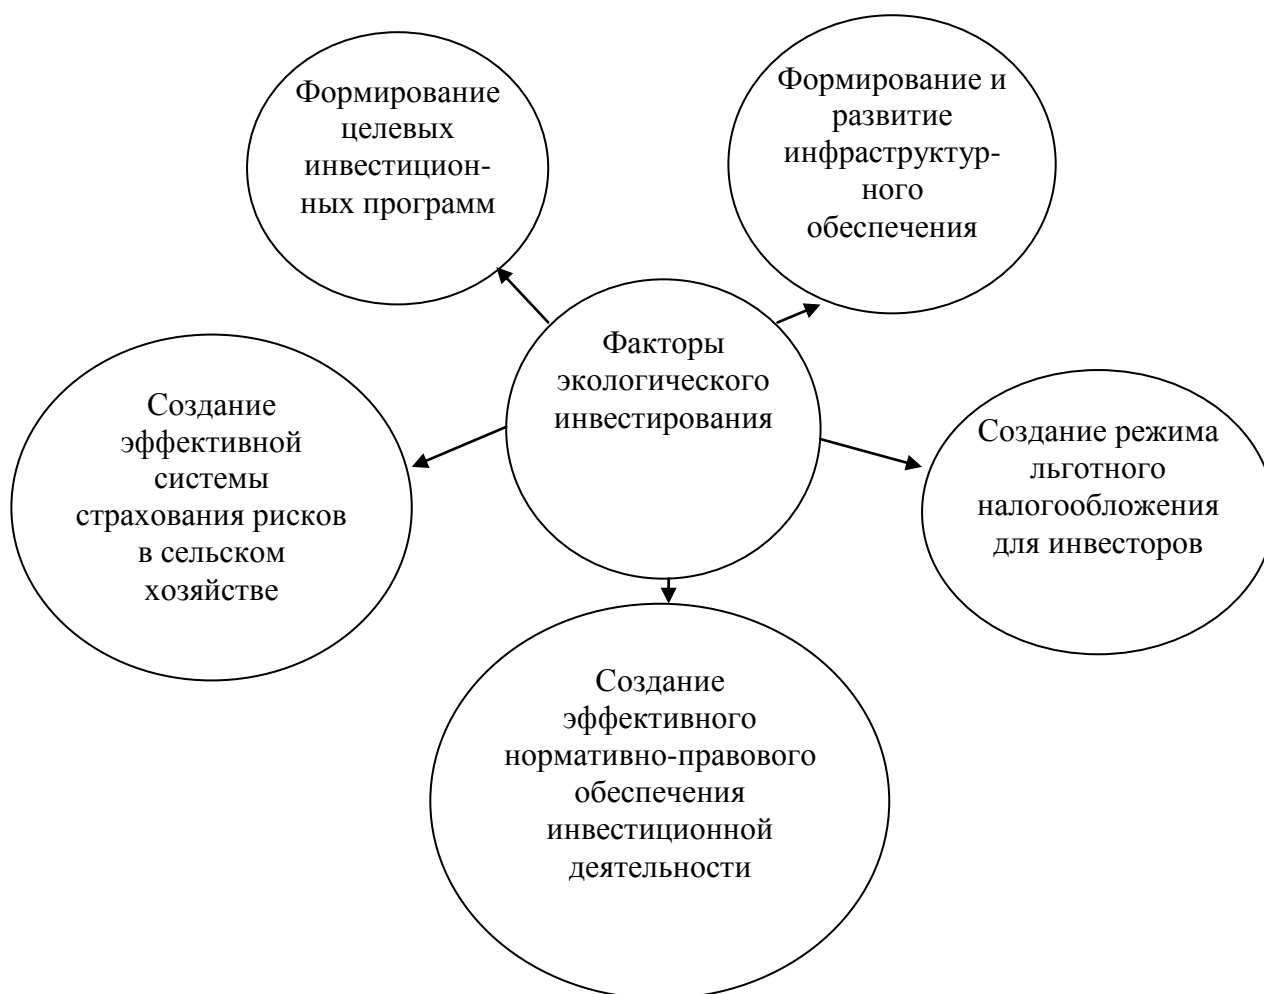 Формирование
целевых
инвестицион-
ных программ
Формирование и
развитие
инфраструктур-
ного
обеспечения
Факторы
экологического
инвестирования
Создание
эффективной
системы
страхования рисков
в сельском
хозяйстве
Создание режима
льготного
налогообложения
для инвесторов
Создание
эффективного
нормативно-правового
обеспечения
инвестиционной
деятельности